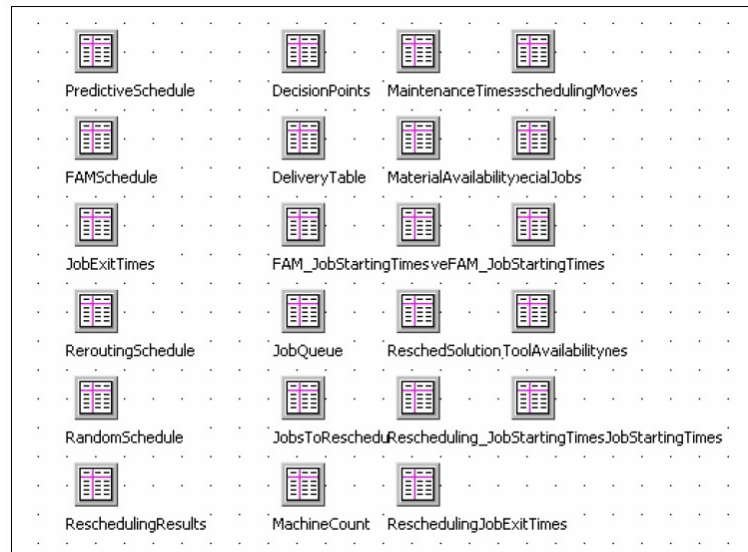 PredictiveSchedule DecisionPoints MaintenanceTimes eschedulingMoves
FAMSchedule DeliveryTable MaterialAvailability ecialJobs
JobExitTimes FAM_JobStartingTimes veFAM_JobStartingTimes
ReroutingSchedule JobQueue ReschedSolution ToolAvailability nes
RandomSchedule JobsToReschedu Rescheduling_JobStartingTimes JobStartingTimes
ReschedulingResults MachineCount ReschedulingJobExitTimes